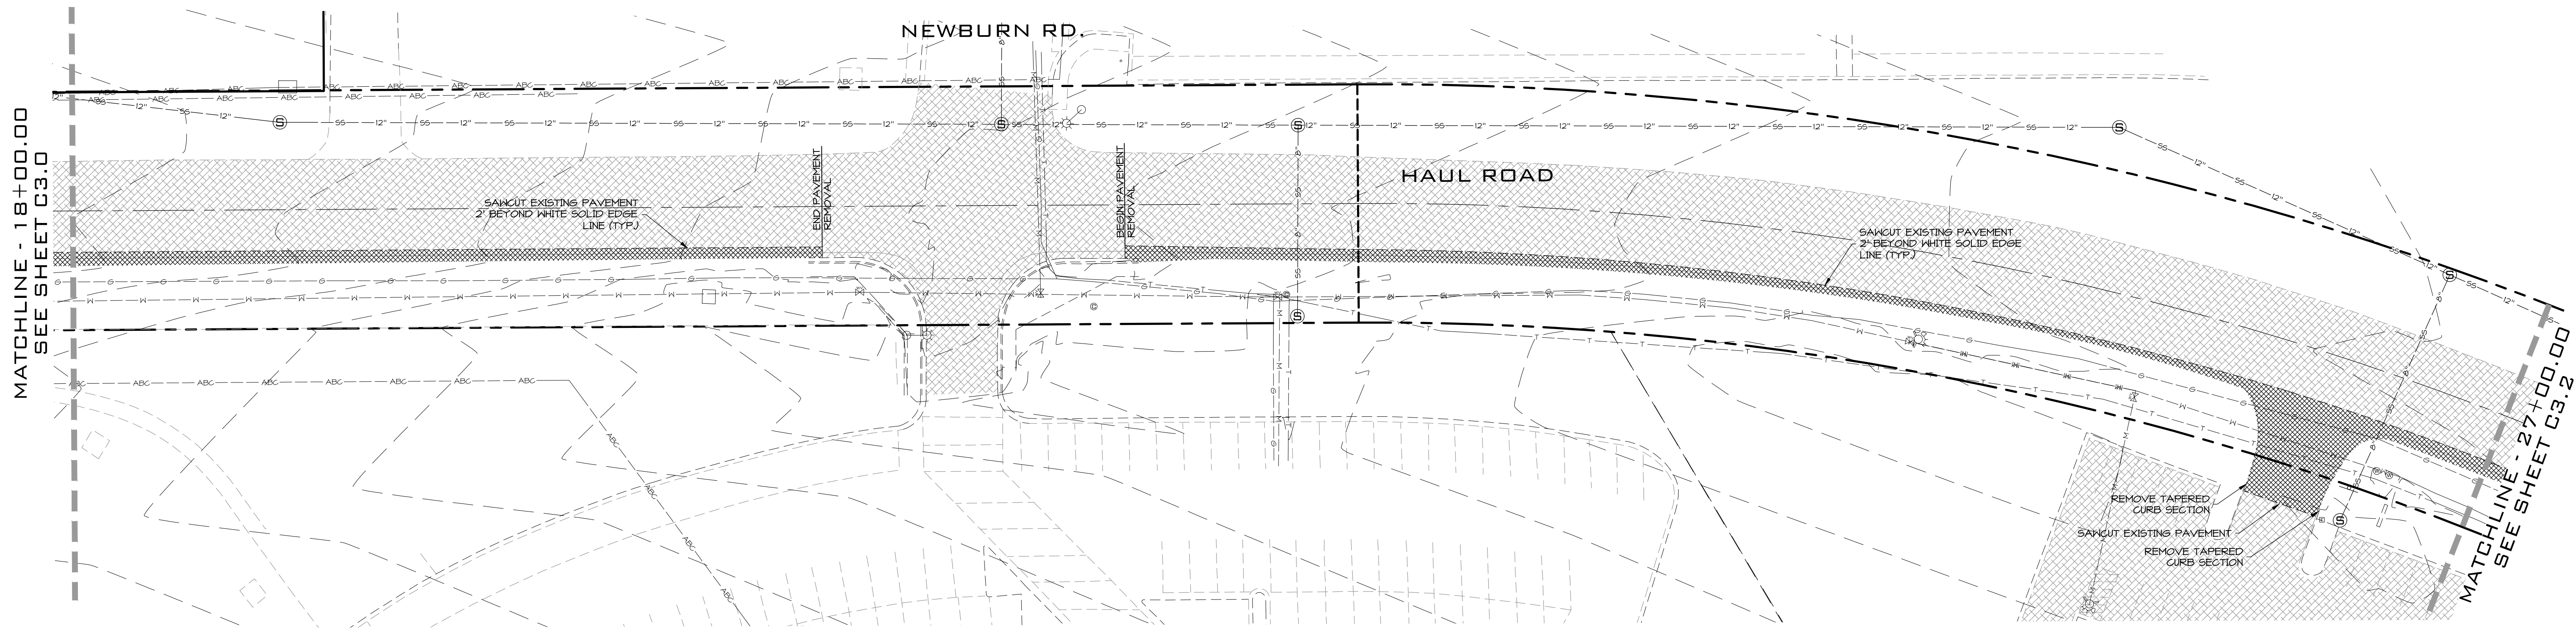 NEWBURN RD.
MATCHLINE - 18+00.00
SEE SHEET C3.0
END PAVEMENT
REMOVAL
BEGIN PAVEMENT
REMOVAL
HAUL ROAD
SAWCUT EXISTING PAVEMENT
2' BEYOND WHITE SOLID EDGE
LINE (TYP.)
SAWCUT EXISTING PAVEMENT
2' BEYOND WHITE SOLID EDGE
LINE (TYP.)
REMOVE TAPERED
CURB SECTION
SAWCUT EXISTING PAVEMENT
REMOVE TAPERED
CURB SECTION
MATCHLINE - 27+00.00
SEE SHEET C3.2